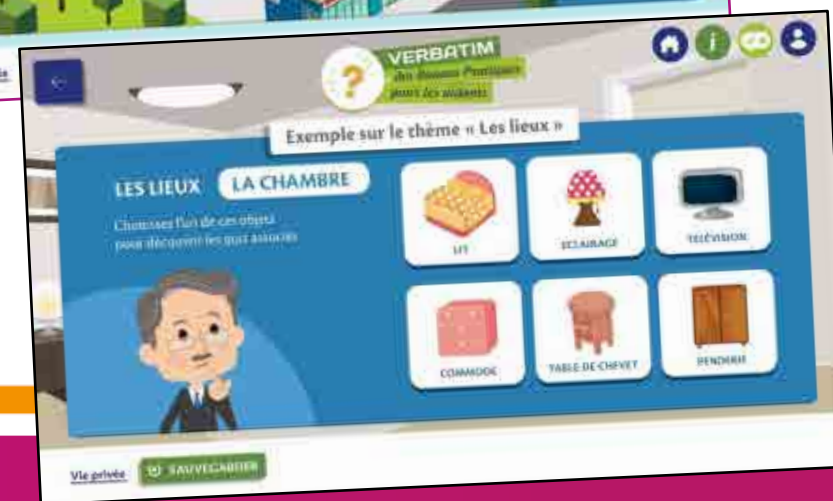 VERBATIM
des Bonnes Pratiques
pour les aidants
Exemple sur le thème « Les lieux »
LES LIEUX LA CHAMBRE
Choisissez l'un de ces objets
pour découvrir les quiz associés
LIT
ECLAIRAGE
TELÉVISION
COMMODE
TABLE DE CHEVET
PENDERIE
Vie privée
SAUVEGARDER